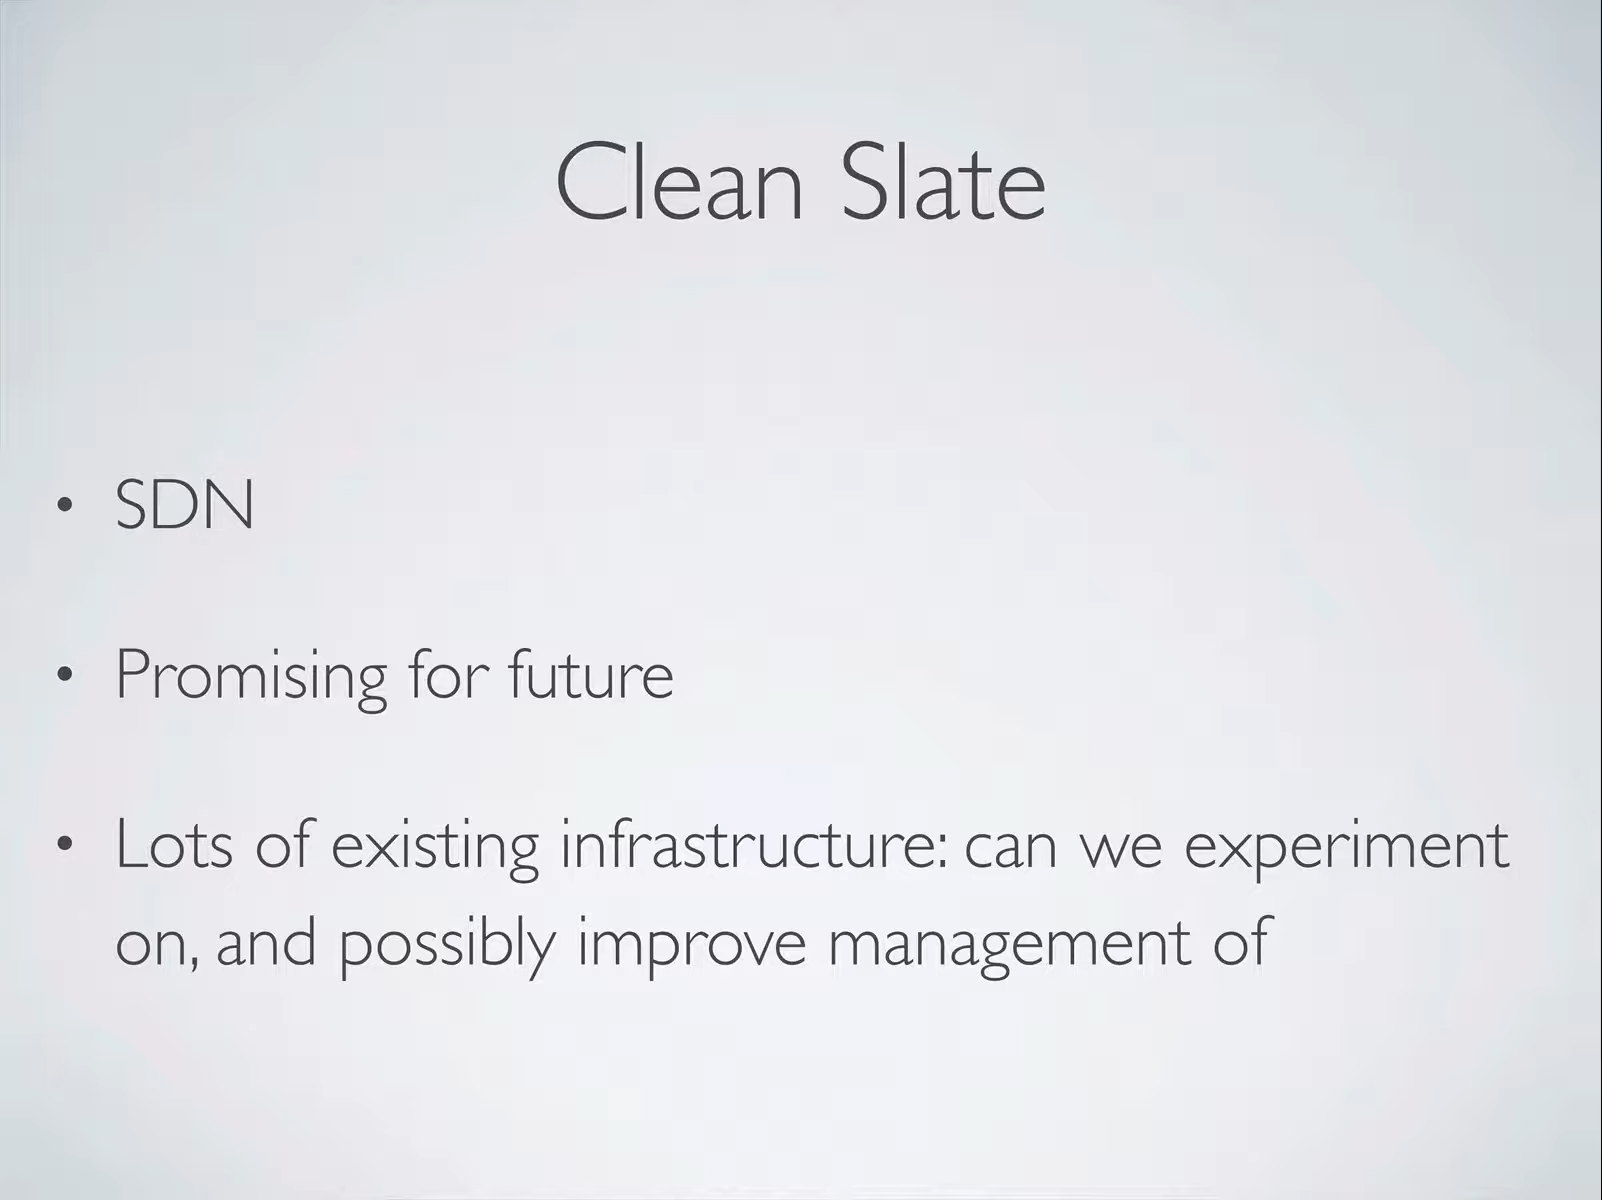 Clean Slate
• SDN
• Promising for future
• Lots of existing infrastructure: can we experiment
on, and possibly improve management of